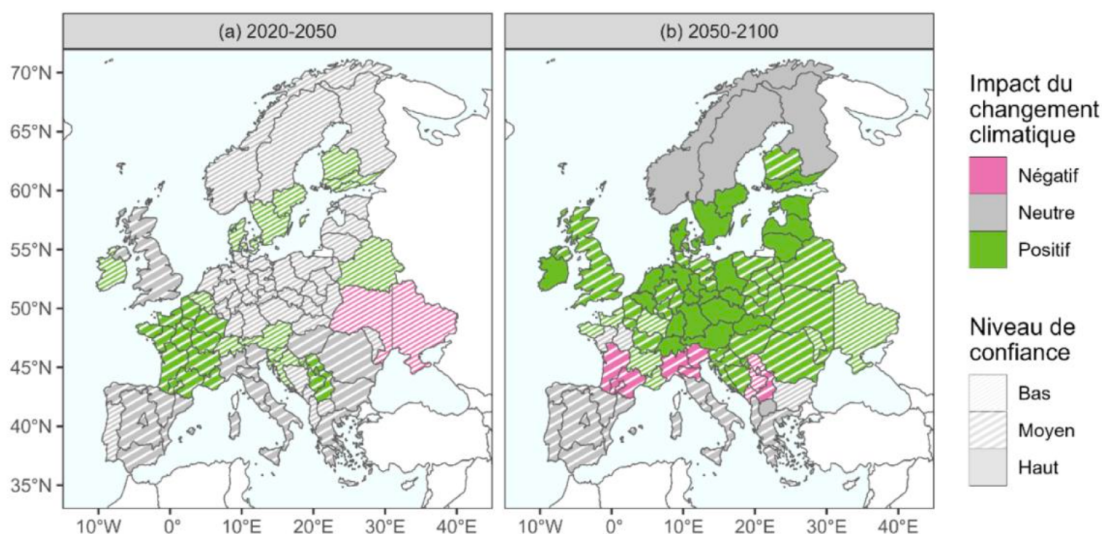 (a) 2020-2050
(b) 2050-2100
70°N
65°N
60°N
55°N
50°N
45°N
40°N
35°N
10°W 0° 10°E 20°E 30°E 40°E
10°W 0° 10°E 20°E 30°E 40°E
Impact du
changement
climatique
Négatif
Neutre
Positif
Niveau de
confiance
Bas
Moyen
Haut